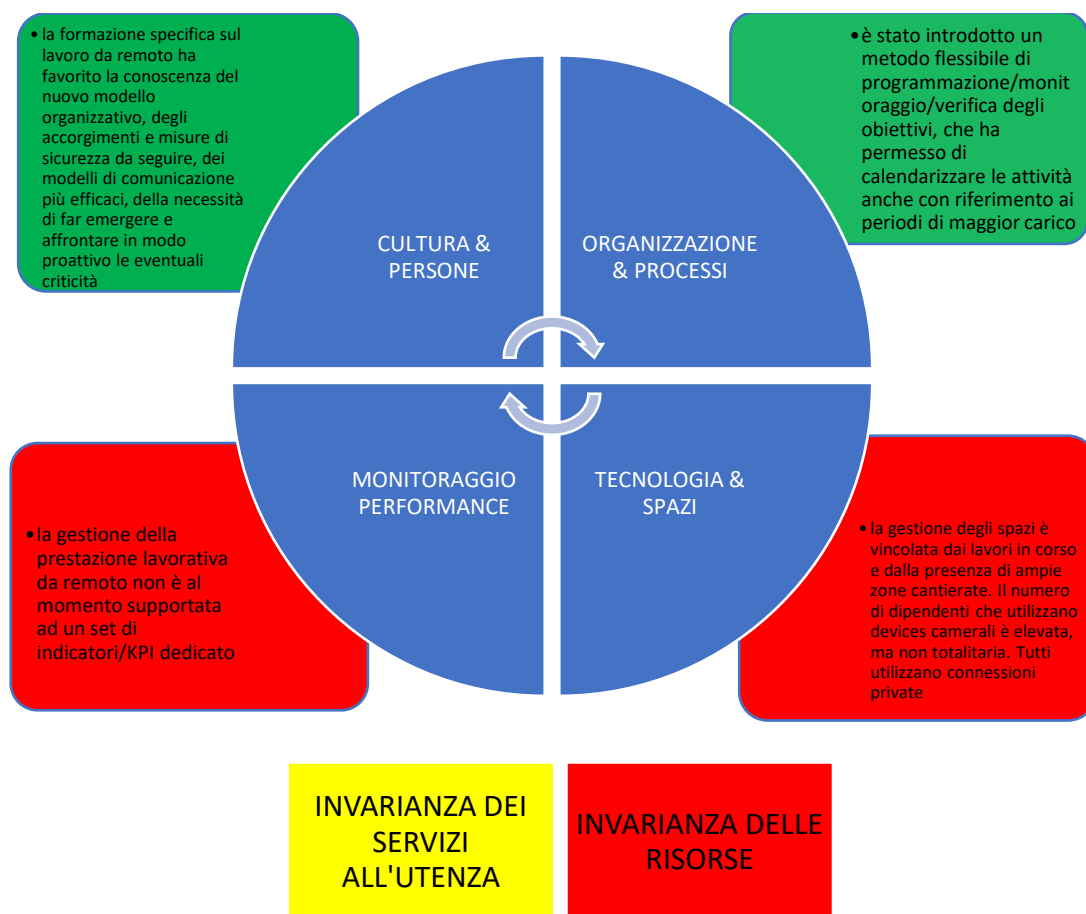 • la formazione specifica sul
lavoro da remoto ha
favorito la conoscenza del
nuovo modello
organizzativo, degli
accorgimenti e misure di
sicurezza da seguire, dei
modelli di comunicazione
più efficaci, della necessità
di far emergere e
affrontare in modo
proattivo le eventuali
criticità
• è stato introdotto un
metodo flessibile di
programmazione/monit
oraggio/verifica degli
obiettivi, che ha
permesso di
calendarizzare le attività
anche con riferimento ai
periodi di maggior carico
CULTURA &
PERSONE
ORGANIZZAZIONE
& PROCESSI
MONITORAGGIO
PERFORMANCE
TECNOLOGIA &
SPAZI
• la gestione della
prestazione lavorativa
da remoto non è al
momento supportata
ad un set di
indicatori/KPI dedicato
• la gestione degli spazi è
vincolata dai lavori in corso
e dalla presenza di ampie
zone cantierate. Il numero
di dipendenti che utilizzano
devices camerali è elevata,
ma non totalitaria. Tutti
utilizzano connessioni
private
INVARIANZA DEI
SERVIZI
ALL'UTENZA
INVARIANZA DELLE
RISORSE